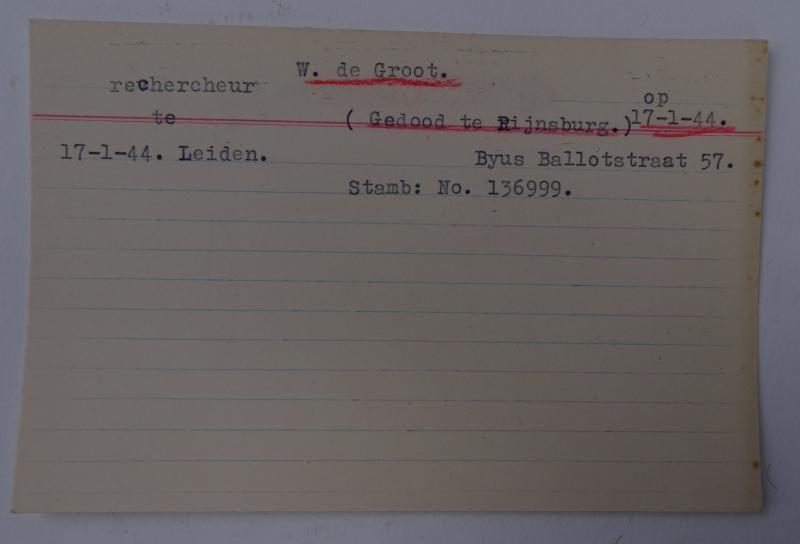 W. de Groot.
rechercheur
op
te ( Gedood te Rijnsburg.) 17-1-44.
17-1-44. Leiden. Byus Ballotstraat 57.
Stamb: No. 136999.